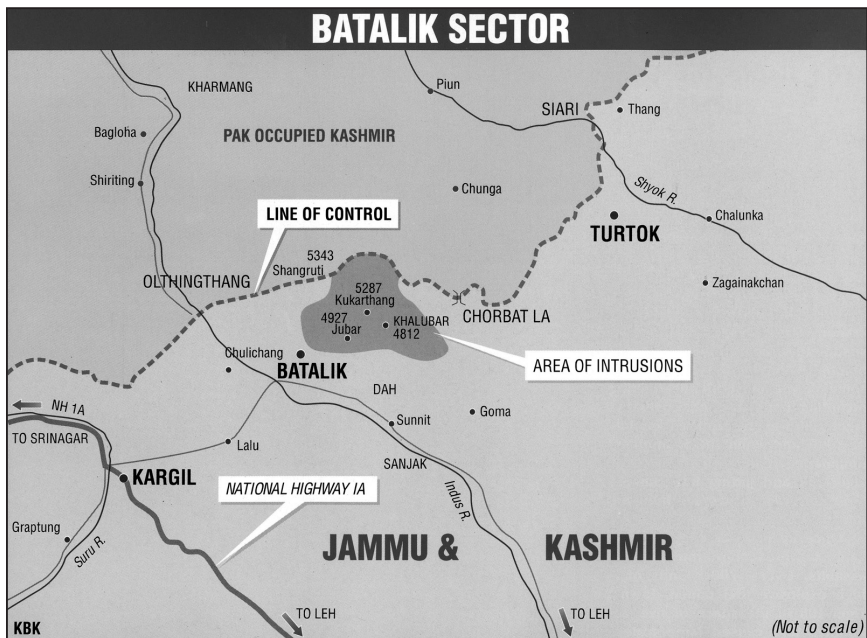 BATALIK SECTOR
KHARMANG
Piun
SIARI
Thang
Bagloha
PAK OCCUPIED KASHMIR
Shiriting
Chunga
Shyok R.
LINE OF CONTROL
Chalunka
TURTOK
5343
Shangruti
OLTHINGTHANG
5287
Kukarthang
Zagainakchan
CHORBAT LA
4927
Jubar
KHALUBAR
4812
Chulichang
BATALIK
AREA OF INTRUSIONS
DAH
NH 1A
Goma
Sunnit
TO SRINAGAR
Lalu
SANJAK
KARGIL
NATIONAL HIGHWAY IA
Indus R.
Graptung
Suru R.
JAMMU & KASHMIR
TO LEH
TO LEH
KBK
(Not to scale)